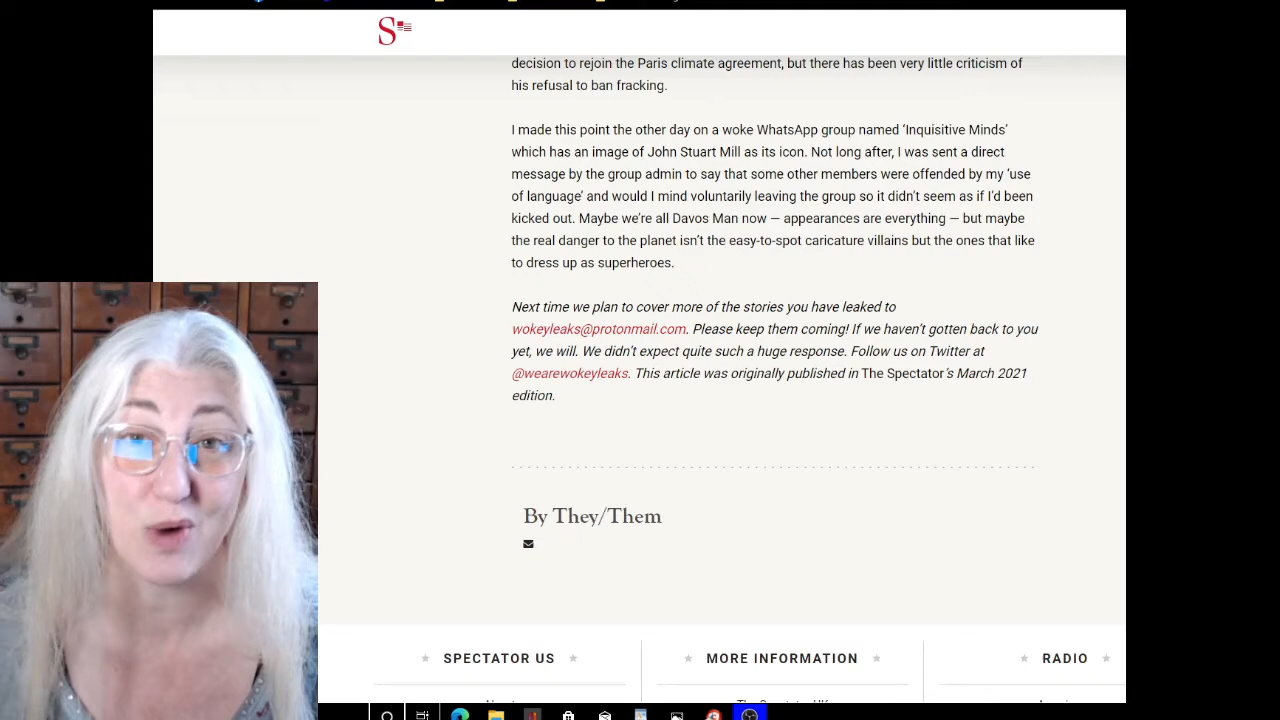 S
decision to rejoin the Paris climate agreement, but there has been very little criticism of
his refusal to ban fracking.
I made this point the other day on a woke WhatsApp group named ‘Inquisitive Minds’
which has an image of John Stuart Mill as its icon. Not long after, I was sent a direct
message by the group admin to say that some other members were offended by my ‘use
of language’ and would I mind voluntarily leaving the group so it didn’t seem as if I’d been
kicked out. Maybe we’re all Davos Man now — appearances are everything — but maybe
the real danger to the planet isn’t the easy-to-spot caricature villains but the ones that like
to dress up as superheroes.
Next time we plan to cover more of the stories you have leaked to
wokeyleaks@protonmail.com. Please keep them coming! If we haven’t gotten back to you
yet, we will. We didn’t expect quite such a huge response. Follow us on Twitter at
@wearewokeyleaks. This article was originally published in The Spectator’s March 2021
edition.
By They/Them
SPECTATOR US
MORE INFORMATION
RADIO